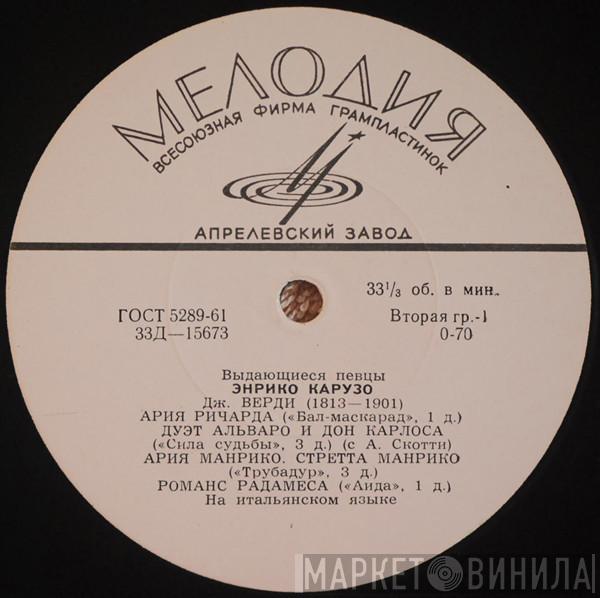 МЕЛОДИЯ
ВСЕСОЮЗНАЯ ФИРМА ГРАМПЛАСТИНОК
АПРЕЛЕВСКИЙ ЗАВОД
33 1/3 об. в мин.
ГОСТ 5289-61
Вторая гр.-1
33Д—15673
0-70
Выдающиеся певцы
ЭНРИКО КАРУЗО
Дж. ВЕРДИ (1813—1901)
АРИЯ РИЧАРДА («Бал-маскарад», 1 д.)
ДУЭТ АЛЬВАРО И ДОН КАРЛОСА
(«Сила судьбы», 3 д.) (с А. Скотти)
АРИЯ МАНРИКО. СТРЕТТА МАНРИКО
(«Трубадур», 3 д.)
РОМАНС РАДАМЕСА («Аида», 1 д.)
На итальянском языке
МАРКЕТ ВИНИЛА